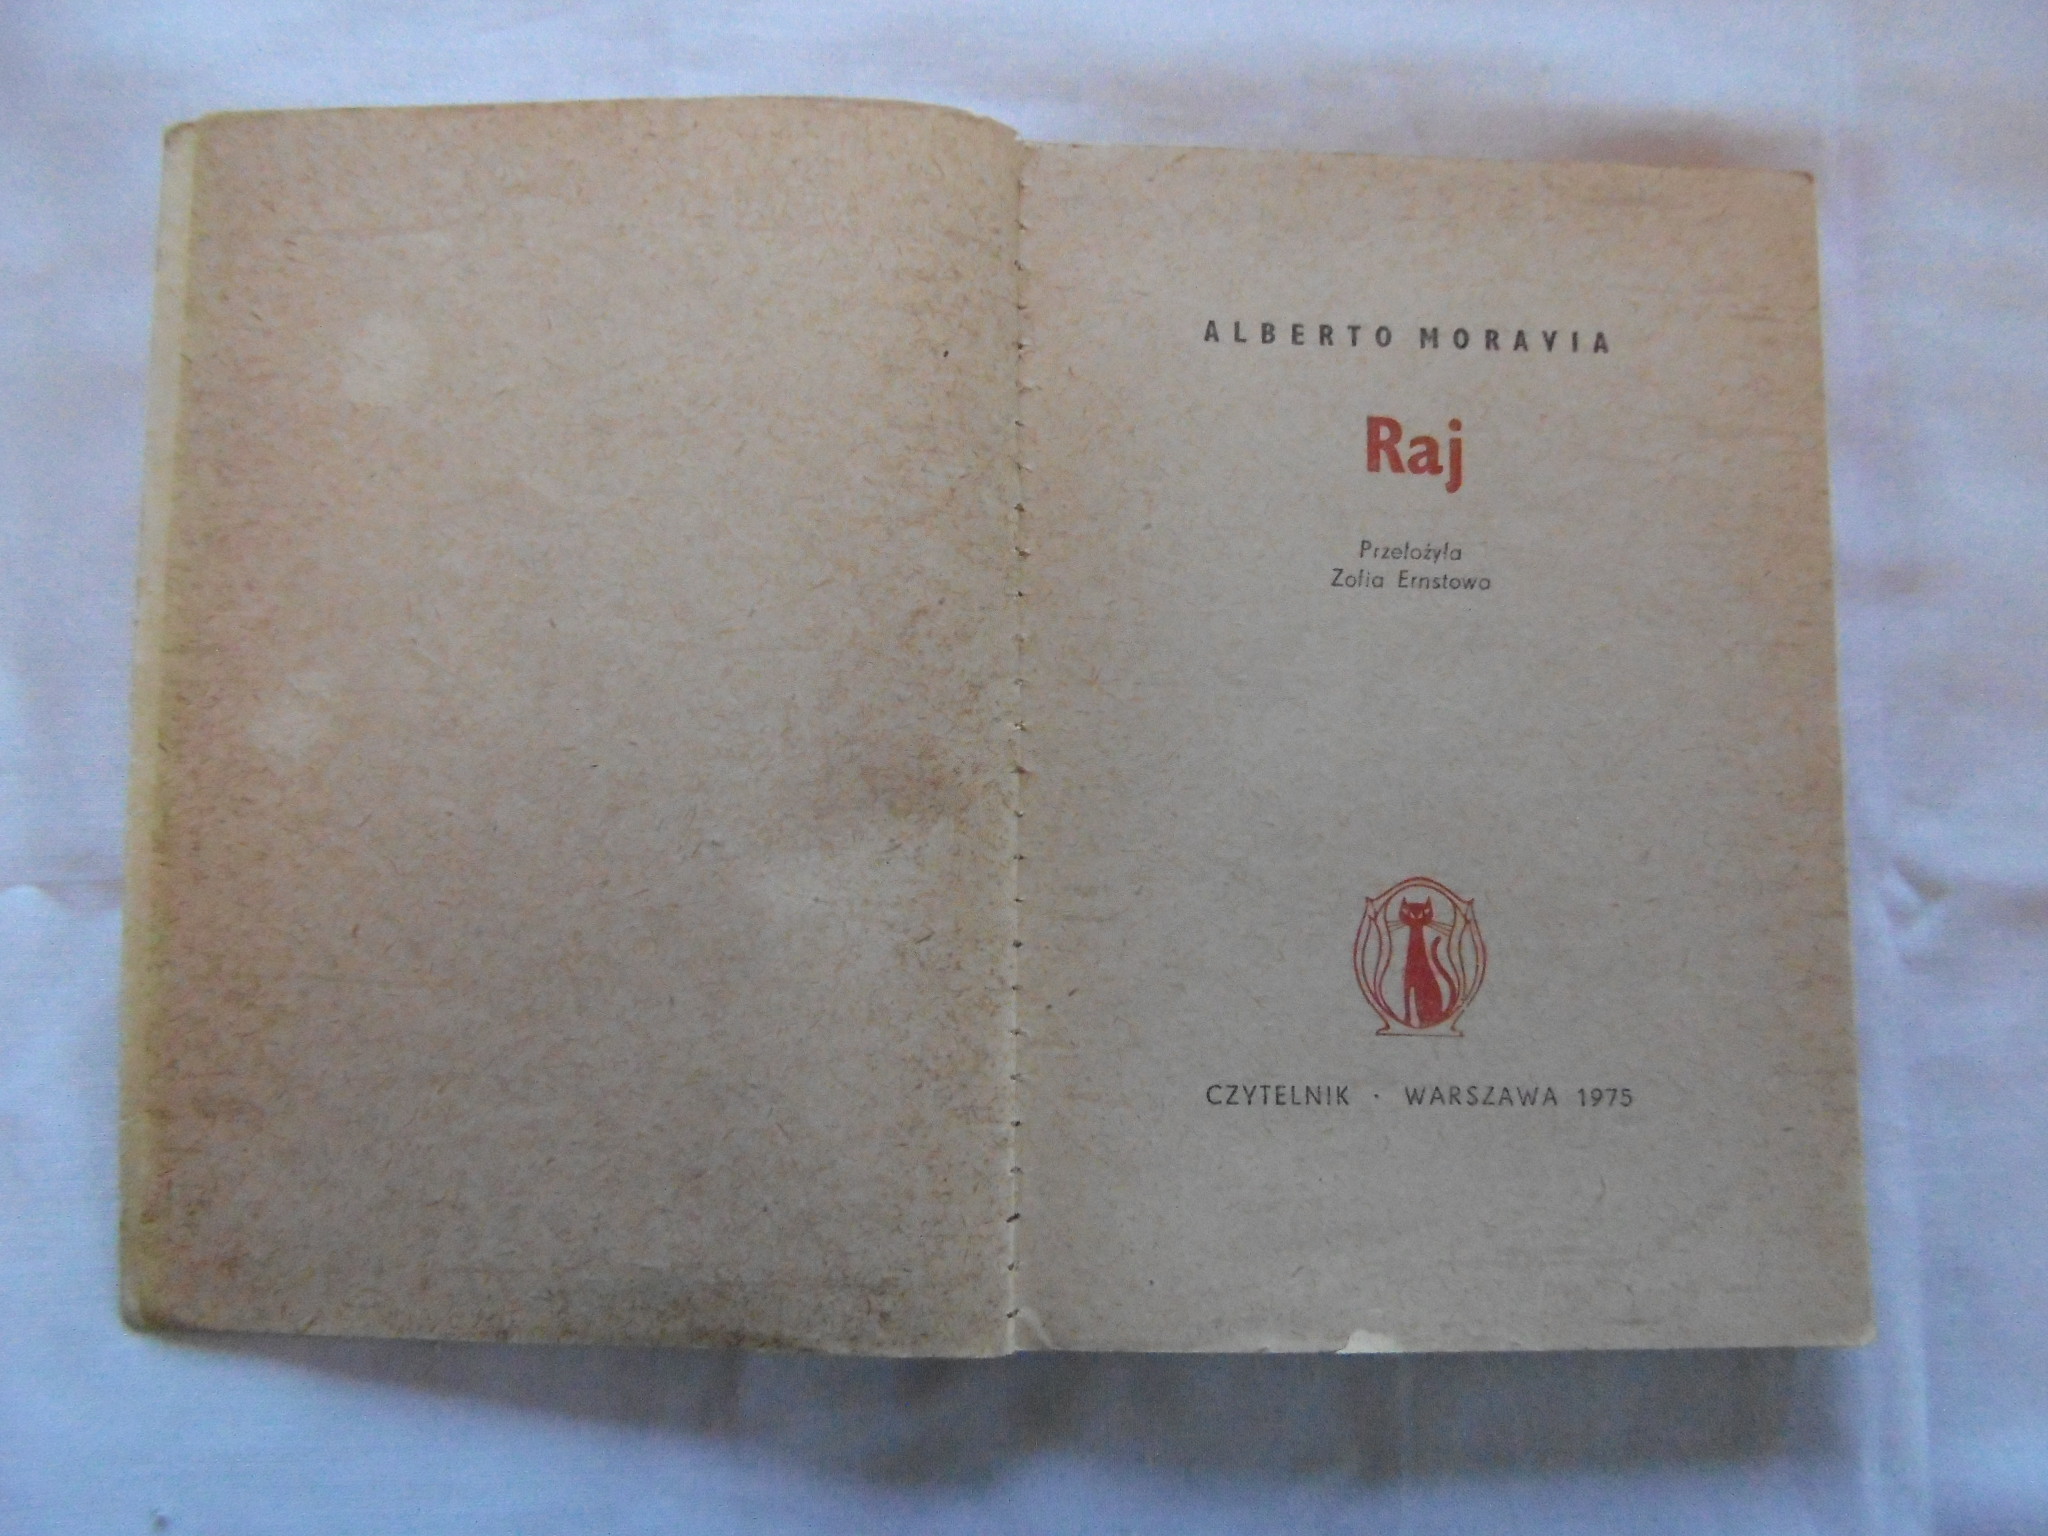 ALBERTO MORAVIA
Raj
Przełożyła
Zofia Ernstowa
CZYTELNIK · WARSZAWA 1975